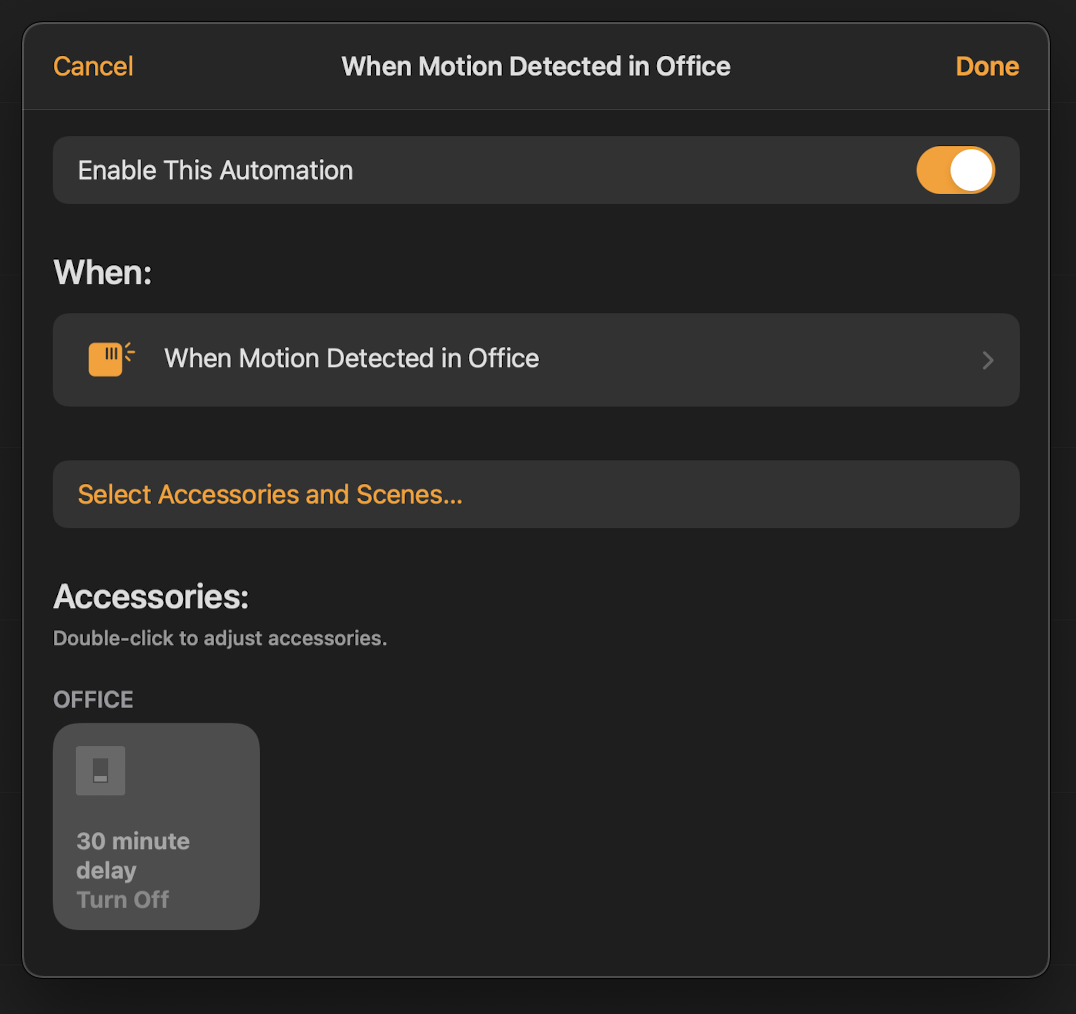 Cancel
When Motion Detected in Office
Done
Enable This Automation
When:
When Motion Detected in Office
Select Accessories and Scenes...
Accessories:
Double-click to adjust accessories.
OFFICE
30 minute
delay
Turn Off